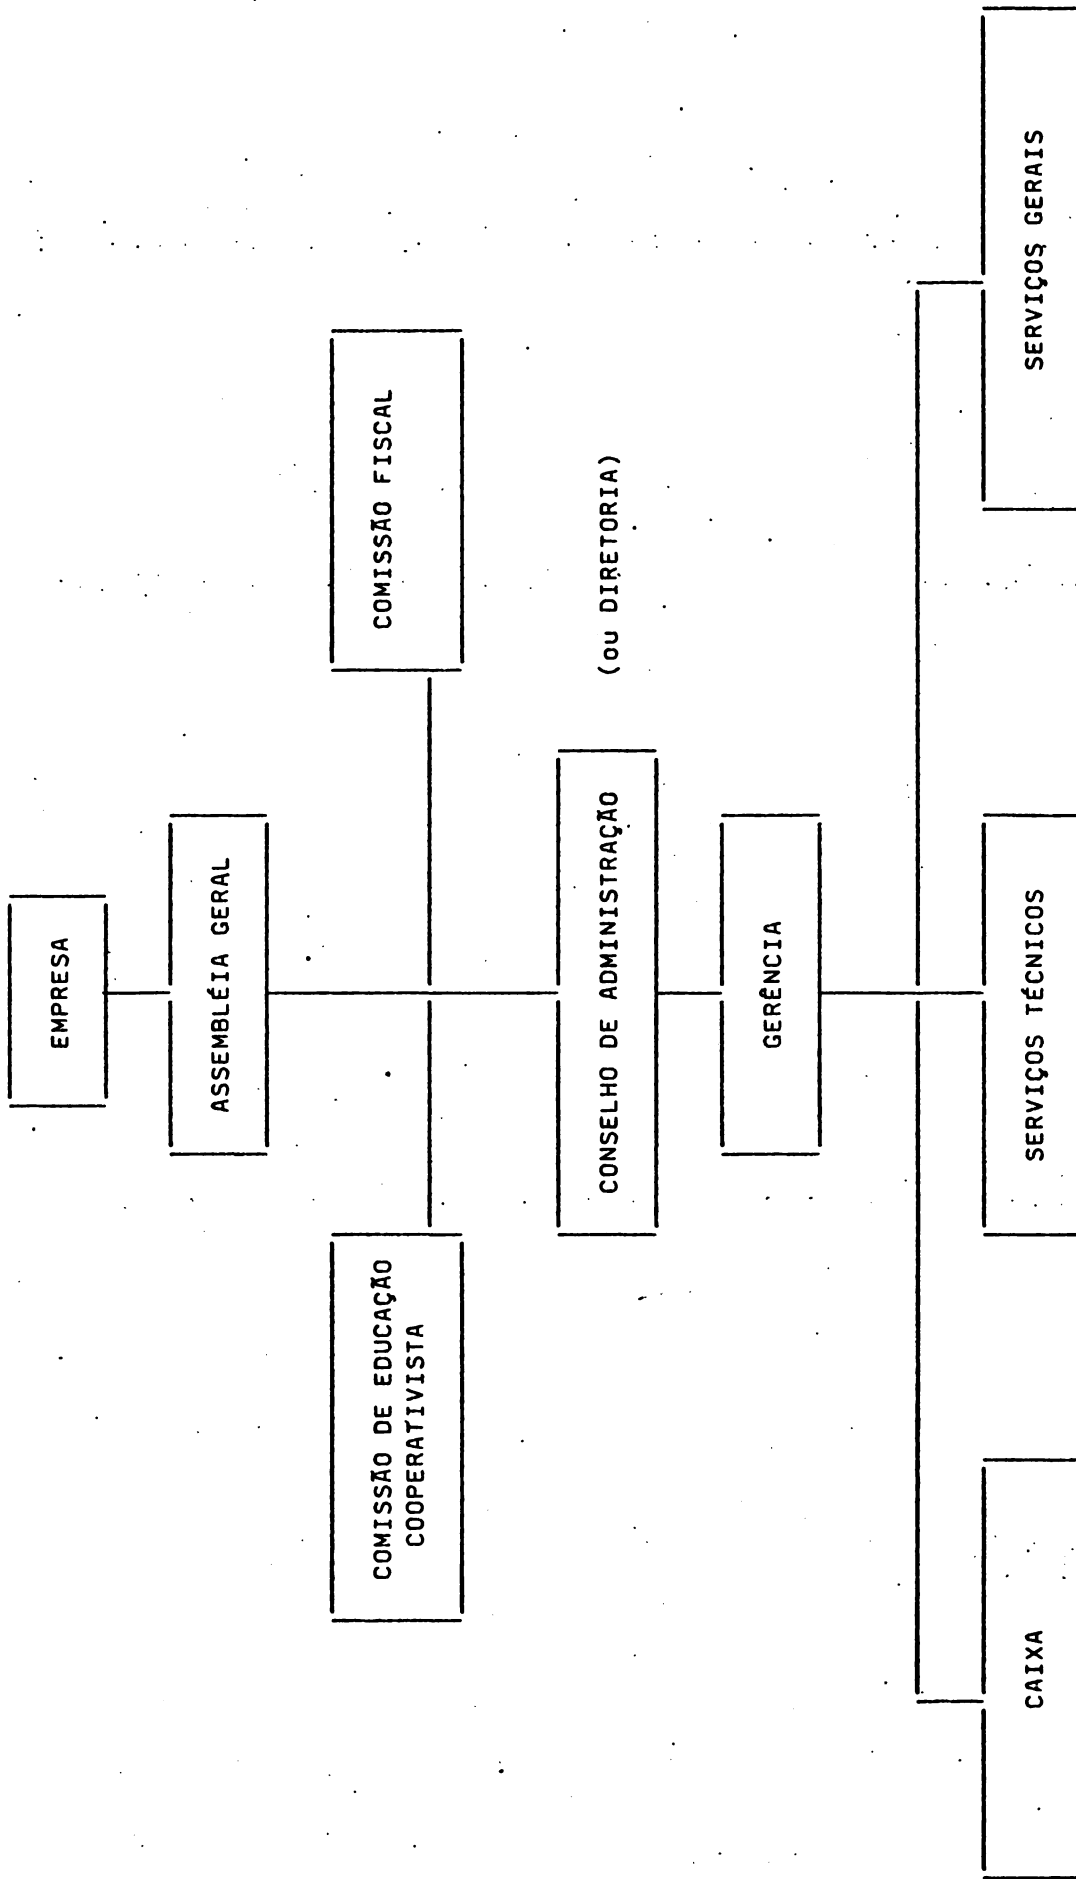 EMPRESA
ASSEMBLÉIA GERAL
COMISSÃO DE EDUCAÇÃO
COOPERATIVISTA
COMISSÃO FISCAL
CONSELHO DE ADMINISTRAÇÃO
(ou DIRETORIA)
GERÊNCIA
CAIXA
SERVIÇOS TÉCNICOS
SERVIÇOS GERAIS